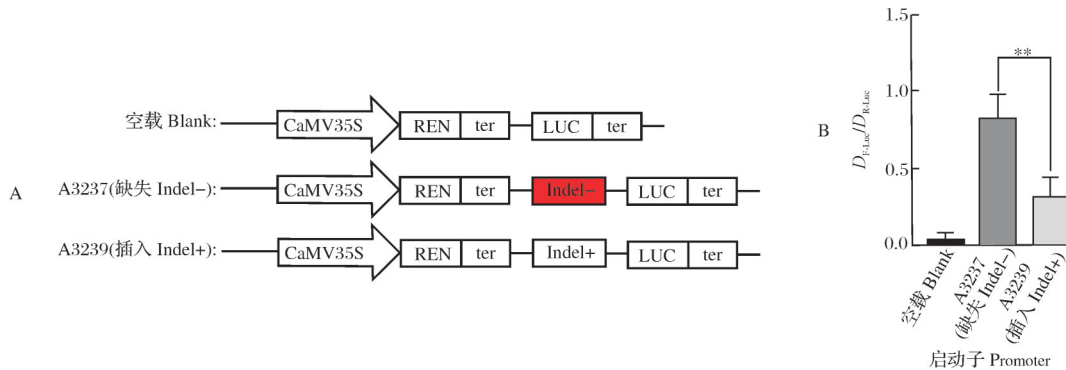 A
空载 Blank:
CaMV35S REN ter LUC ter
A3237(缺失 Indel−):
CaMV35S REN ter Indel− LUC ter
A3239(插入 Indel+):
CaMV35S REN ter Indel+ LUC ter
B
D_F-Luc/D_R-Luc
1.5
1.0
0.5
0.0
**
空载 Blank
A3237
(缺失 Indel−)
A3239
(插入 Indel+)
启动子 Promoter